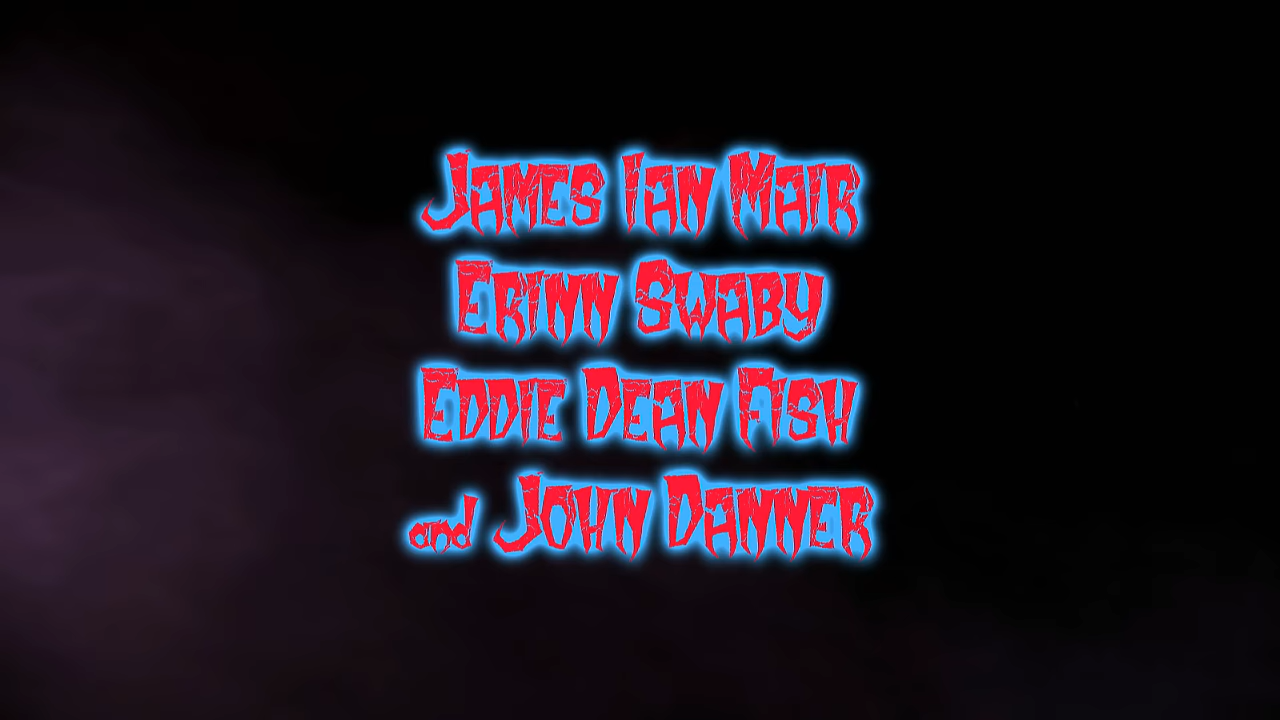 James Ian Mair
Erinn Swaby
Eddie Dean Fish
and John Danner